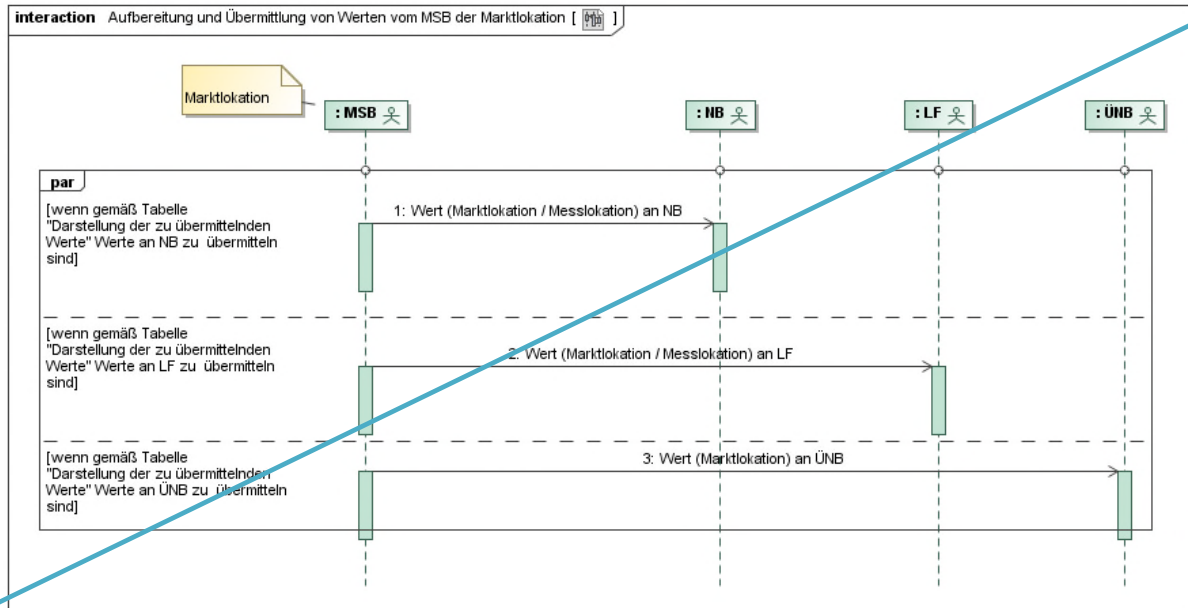 interaction Aufbereitung und Übermittlung von Werten vom MSB der Marktlokation [ ]
Marktlokation
: MSB
: NB
: LF
: ÜNB
par
[wenn gemäß Tabelle
"Darstellung der zu übermittelnden
Werte" Werte an NB zu übermitteln
sind]
1: Wert (Marktlokation / Messlokation) an NB
[wenn gemäß Tabelle
"Darstellung der zu übermittelnden
Werte" Werte an LF zu übermitteln
sind]
2: Wert (Marktlokation / Messlokation) an LF
[wenn gemäß Tabelle
"Darstellung der zu übermittelnden
Werte" Werte an ÜNB zu übermitteln
sind]
3: Wert (Marktlokation) an ÜNB